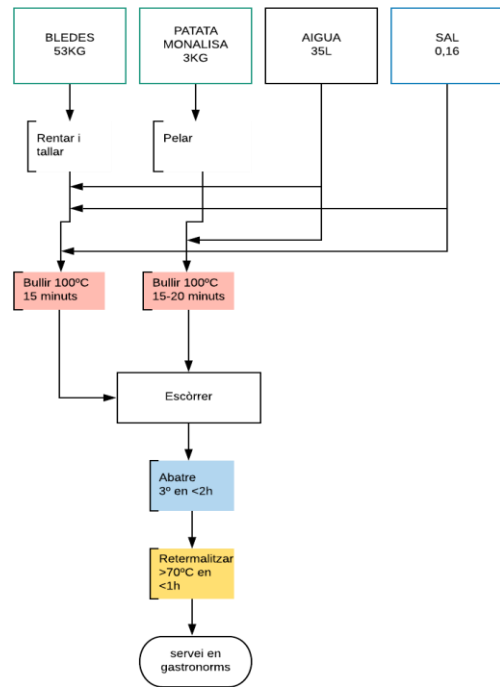 BLEDES
53KG
PATATA
MONALISA
3KG
AIGUA
35L
SAL
0,16
Rentar i
tallar
Pelar
Bullir 100ºC
15 minuts
Bullir 100ºC
15-20 minuts
Escòrrer
Abatre
3º en <2h
Retermalitzar
>70ºC en
<1h
servei en
gastronorms